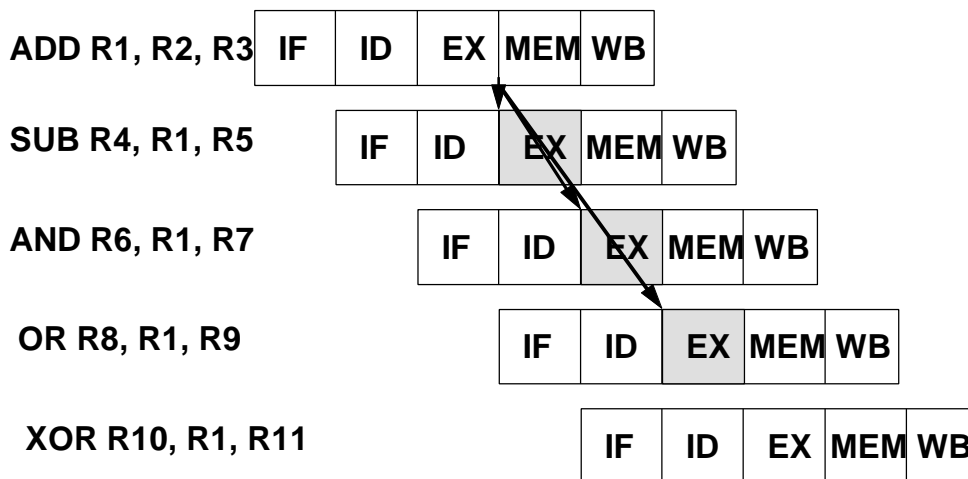 ADD R1, R2, R3 IF ID EX MEM WB
SUB R4, R1, R5 IF ID EX MEM WB
AND R6, R1, R7 IF ID EX MEM WB
OR R8, R1, R9 IF ID EX MEM WB
XOR R10, R1, R11 IF ID EX MEM WB